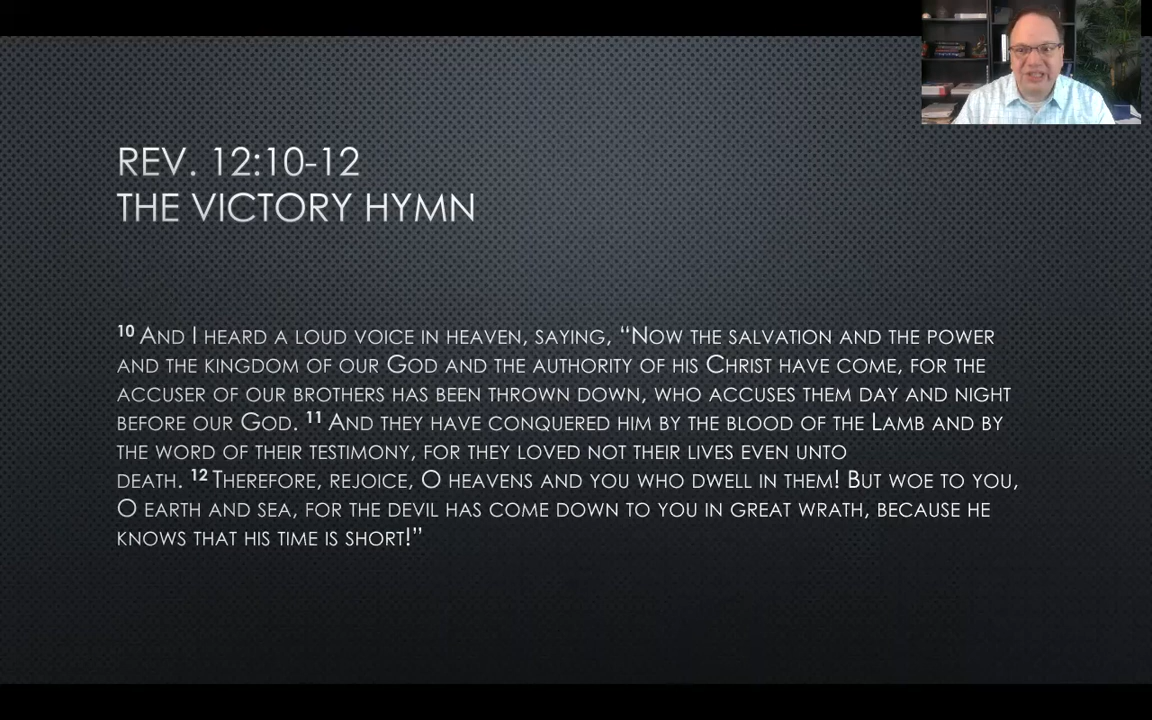 REV. 12:10-12
THE VICTORY HYMN
10 AND I HEARD A LOUD VOICE IN HEAVEN, SAYING, “NOW THE SALVATION AND THE POWER
AND THE KINGDOM OF OUR GOD AND THE AUTHORITY OF HIS CHRIST HAVE COME, FOR THE
ACCUSER OF OUR BROTHERS HAS BEEN THROWN DOWN, WHO ACCUSES THEM DAY AND NIGHT
BEFORE OUR GOD. 11 AND THEY HAVE CONQUERED HIM BY THE BLOOD OF THE LAMB AND BY
THE WORD OF THEIR TESTIMONY, FOR THEY LOVED NOT THEIR LIVES EVEN UNTO
DEATH. 12 THEREFORE, REJOICE, O HEAVENS AND YOU WHO DWELL IN THEM! BUT WOE TO YOU,
O EARTH AND SEA, FOR THE DEVIL HAS COME DOWN TO YOU IN GREAT WRATH, BECAUSE HE
KNOWS THAT HIS TIME IS SHORT!”